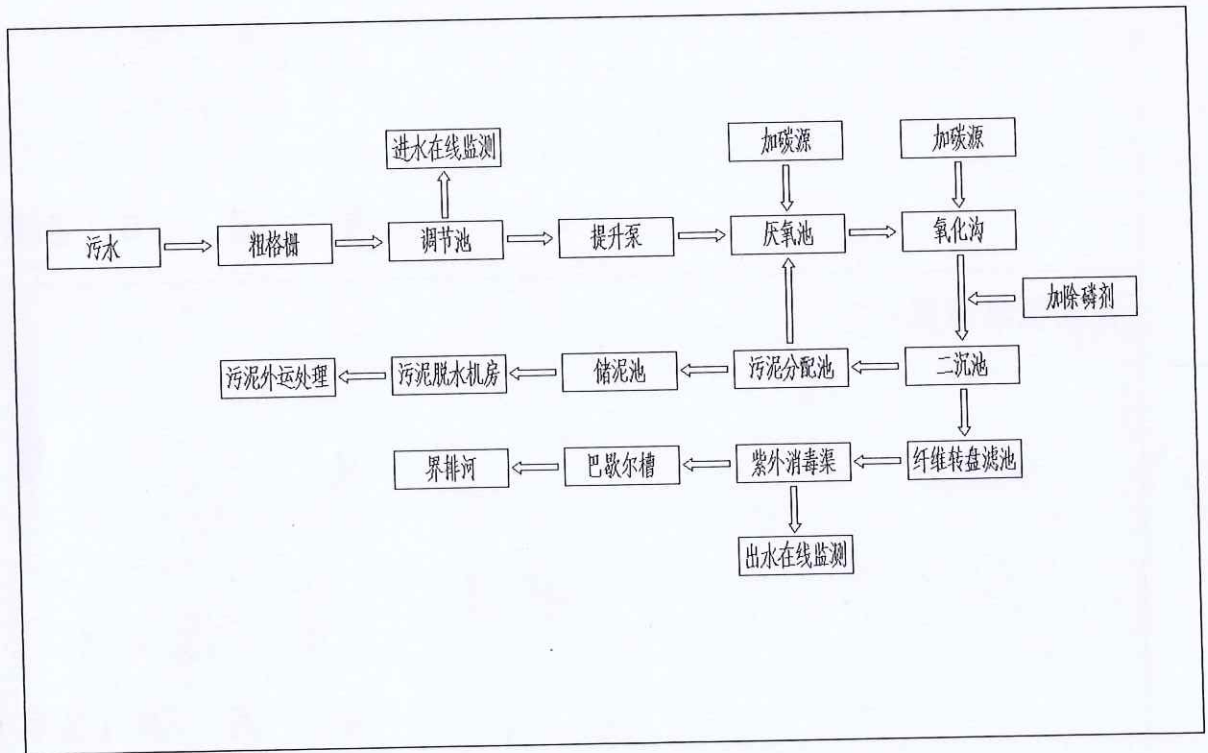 进水在线监测
加碳源
加碳源
污水
粗格栅
调节池
提升泵
厌氧池
氧化沟
加除磷剂
污泥外运处理
污泥脱水机房
储泥池
污泥分配池
二沉池
界排河
巴歇尔槽
紫外消毒渠
纤维转盘滤池
出水在线监测